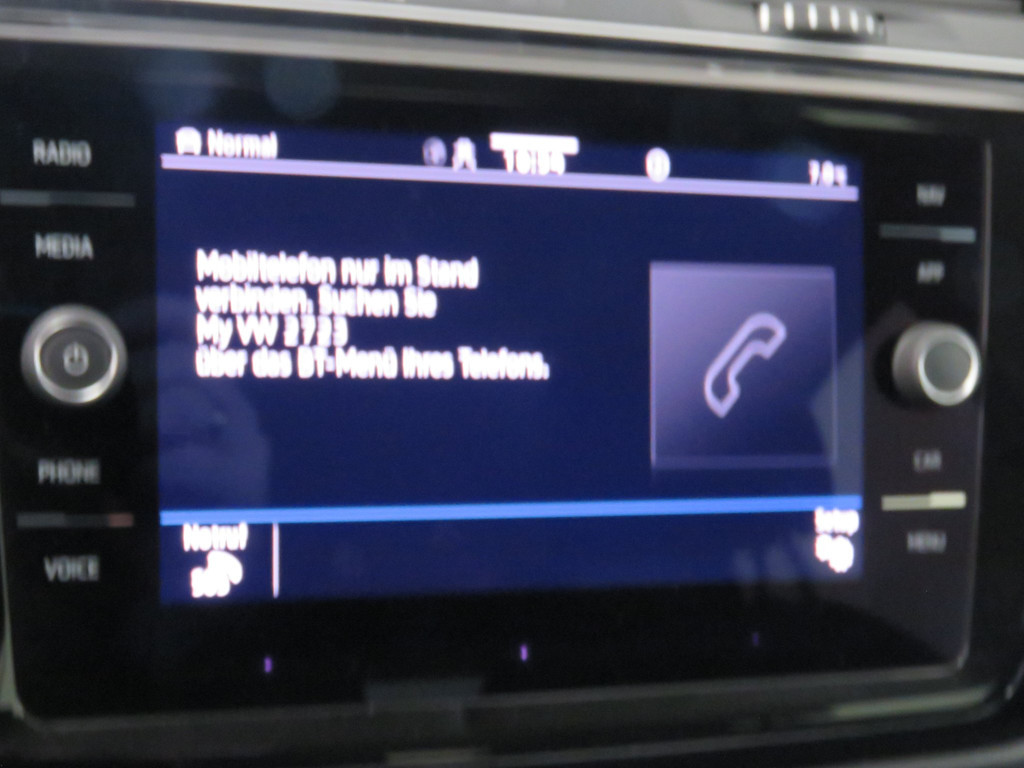 RADIO
MEDIA
PHONE
VOICE
Normal
Mobiltelefon nur im Stand
verbinden. Suchen Sie
My VW 3733
über das BT-Menü Ihres Telefons.
Notruf
Setup
NAV
APP
CAR
MENU